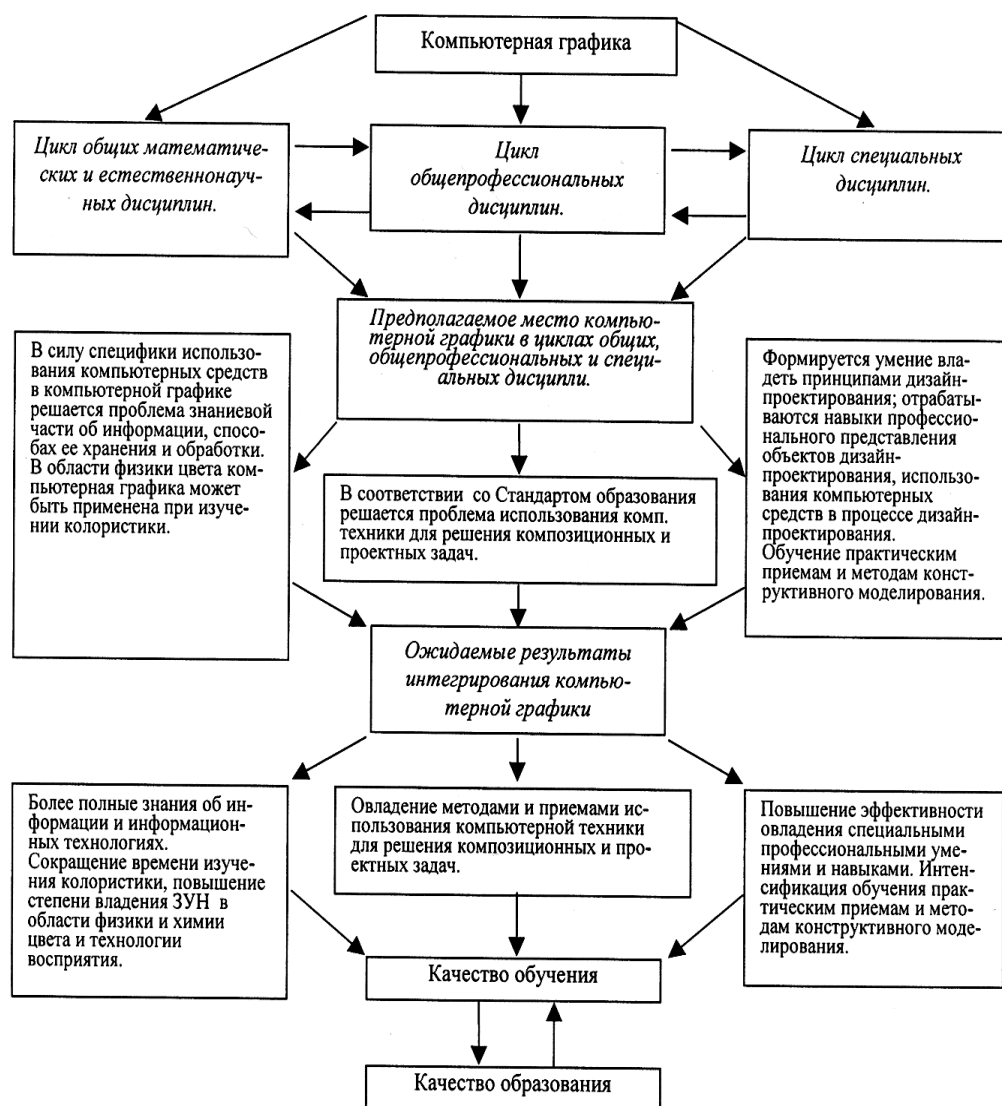 Компьютерная графика
Цикл общих математиче-
ских и естественнонауч-
ных дисциплин.
Цикл
общепрофессиональных
дисциплин.
Цикл специальных
дисциплин.
Предполагаемое место компью-
терной графики в циклах общих,
общепрофессиональных и специ-
альных дисципли.
В силу специфики использо-
вания компьютерных средств
в компьютерной графике
решается проблема знаниевой
части об информации, спосо-
бах ее хранения и обработки.
В области физики цвета ком-
пьютерная графика может
быть применена при изуче-
нии колористики.
В соответствии со Стандартом образования
решается проблема использования комп.
техники для решения композиционных и
проектных задач.
Формируется умение вла-
деть принципами дизайн-
проектирования; отрабаты-
ваются навыки профессио-
нального представления
объектов дизайн-
проектирования, использо-
вания компьютерных
средств в процессе дизайн-
проектирования.
Обучение практическим
приемам и методам конст-
руктивного моделирования.
Ожидаемые результаты
интегрирования компью-
терной графики
Более полные знания об ин-
формации и информацион-
ных технологиях.
Сокращение времени изуче-
ния колористики, повышение
степени владения ЗУН в
области физики и химии
цвета и технологии
восприятия.
Овладение методами и приемами ис-
пользования компьютерной техники
для решения композиционных и про-
ектных задач.
Повышение эффективности
овладения специальными
профессиональными уме-
ниями и навыками. Интен-
сификация обучения прак-
тическим приемам и мето-
дам конструктивного моде-
лирования.
Качество обучения
Качество образования